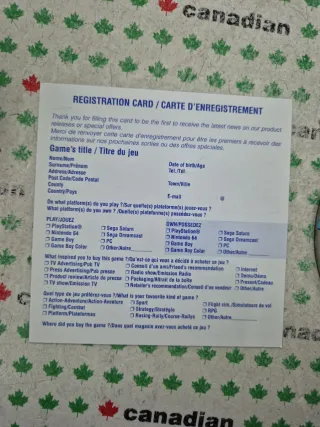 canadian
REGISTRATION CARD / CARTE D'ENREGISTREMENT
Thank you for filling this card to be the first to receive the latest news on our product
releases or special offers.
Merci de renvoyer cette carte d'enregistrement pour être les premiers à recevoir des
informations sur nos prochaines sorties ou des offres spéciales.
Game's title / Titre du jeu
Name/Nom
Surname/Prénom Date of birth/Age
Address/Adresse Tel./Tél.
Post Code/Code Postal
County Town/Ville
Country/Pays
E-mail @
On what platform(s) do you play ?/Sur quelle(s) plateforme(s) jouez-vous ?
What platform(s) do you own ?/Quelle(s) plateforme(s) possédez-vous ?
PLAY/JOUEZ OWN/POSSEDEZ
PlayStation® Sega Saturn PlayStation® Sega Saturn
Nintendo 64 Sega Dreamcast Nintendo 64 Sega Dreamcast
Game Boy PC Game Boy PC
Game Boy Color Other/Autre Game Boy Color Other/Autre
What inspired you to buy this game ?/Qu'est-ce qui vous a décidé à acheter ce jeu ?
TV Advertising/Pub TV Conseil d'un ami/Friend's recommendation Internet
Press Advertising/Pub presse Radio show/Emission Radio Demo/Démo
Product review/Article de presse Packaging/Attrait de la boîte Present/Cadeau
TV show/Emission TV Retailer's recommendation/Conseil d'un vendeur Other/Autre
Quel type de jeu préférez-vous ?/What is your favourite kind of game ?
Action-Adventure/Action-Aventure Sport Flight sim./Simulateurs de vol
Fighting/Combat Strategy/Stratégie RPG
Platform/Plateformes Racing-Rally/Course-Rallye Other/Autre
Where did you buy the game ?/Dans quel magasin avez-vous acheté ce jeu ?
canadian